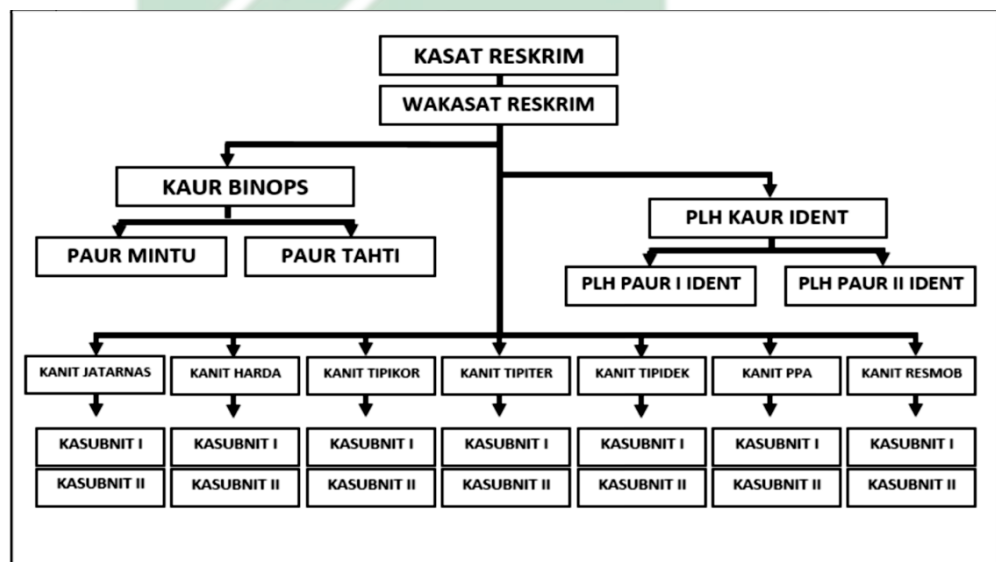 KASAT RESKRIM
WAKASAT RESKRIM
KAUR BINOPS
PLH KAUR IDENT
PAUR MINTU
PAUR TAHTI
PLH PAUR I IDENT
PLH PAUR II IDENT
KANIT JATARNAS
KANIT HARDA
KANIT TIPIKOR
KANIT TIPITER
KANIT TIPIDEK
KANIT PPA
KANIT RESMOB
KASUBNIT I
KASUBNIT I
KASUBNIT I
KASUBNIT I
KASUBNIT I
KASUBNIT I
KASUBNIT I
KASUBNIT II
KASUBNIT II
KASUBNIT II
KASUBNIT II
KASUBNIT II
KASUBNIT II
KASUBNIT II